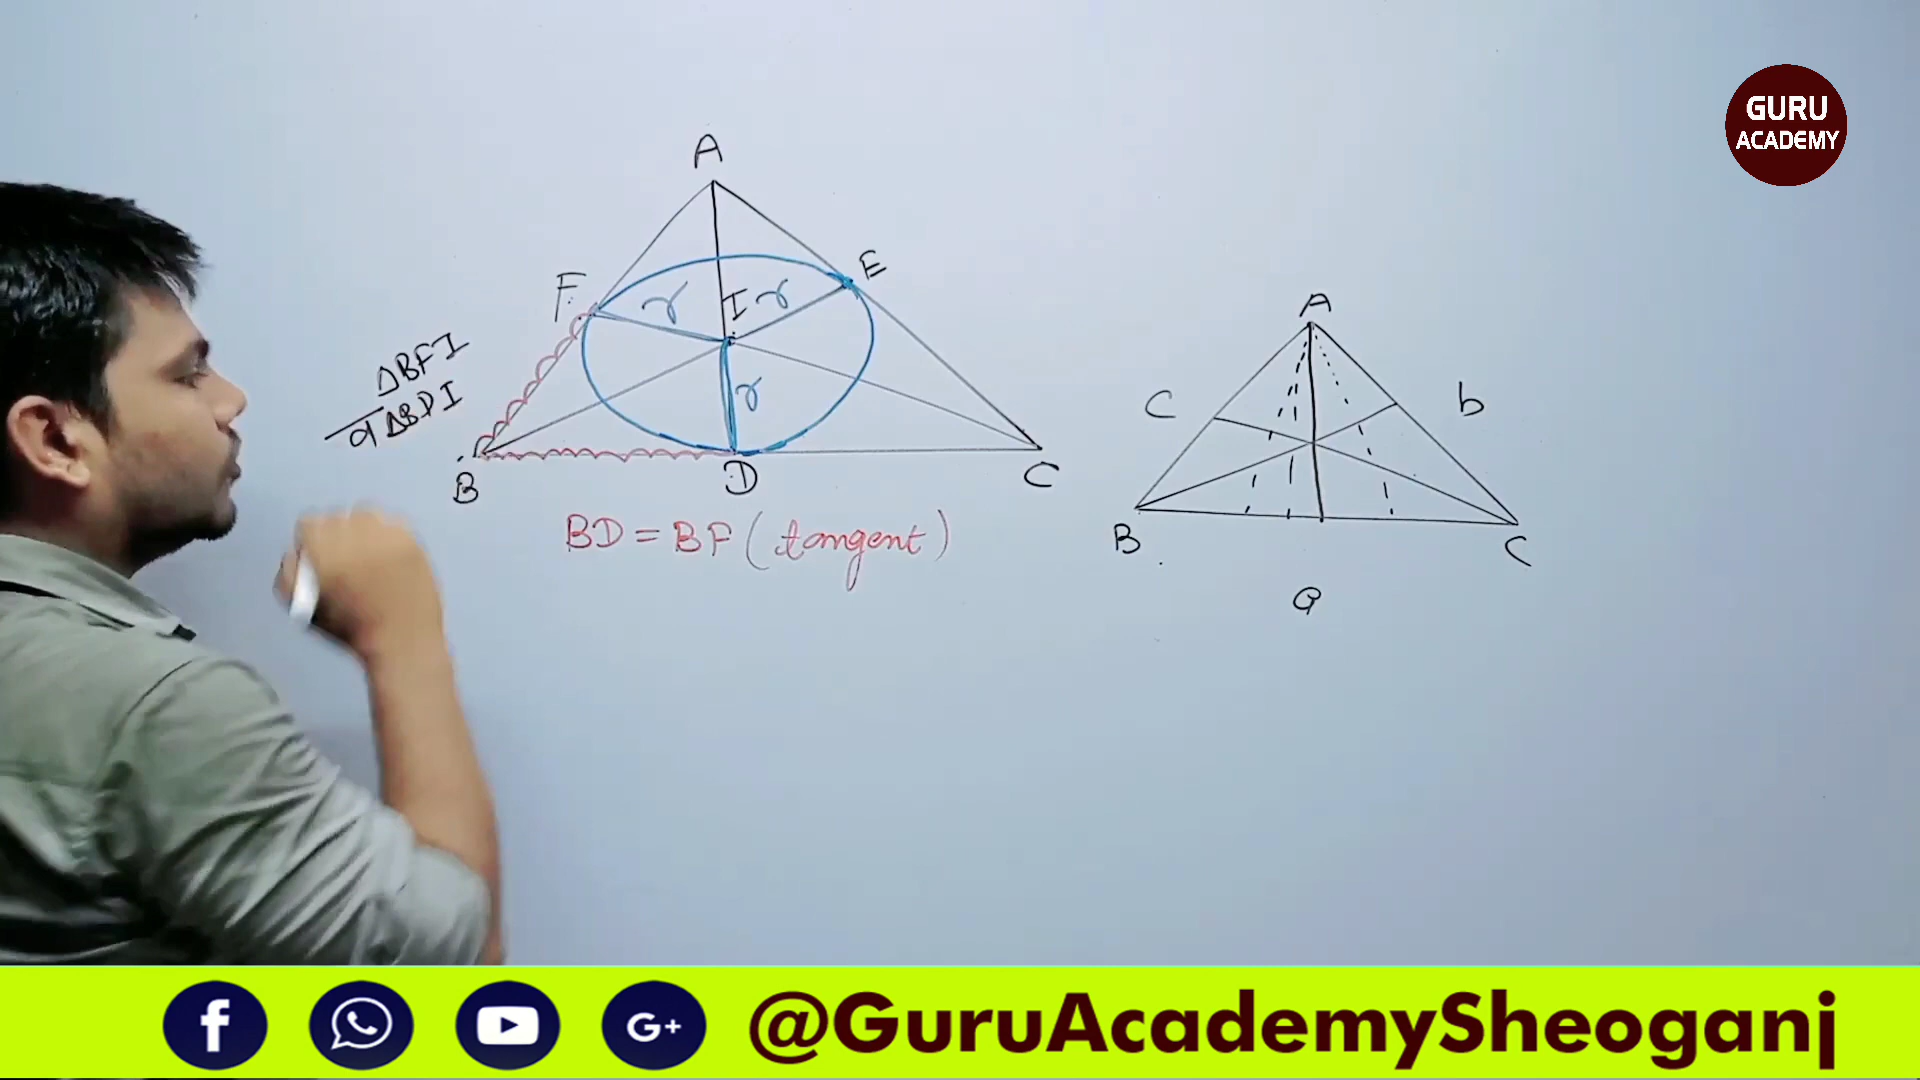 GURU
ACADEMY
A
F
E
I
r
r
r
ΔBFI
व ΔBDI
B
D
C
BD = BF (tangent)
A
c
b
B
C
a
f
G+
@GuruAcademySheoganj